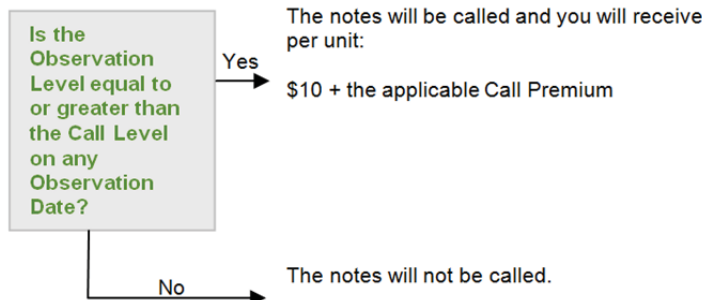 Is the
Observation
Level equal to
or greater than
the Call Level
on any
Observation
Date?
Yes
The notes will be called and you will receive
per unit:
$10 + the applicable Call Premium
No
The notes will not be called.